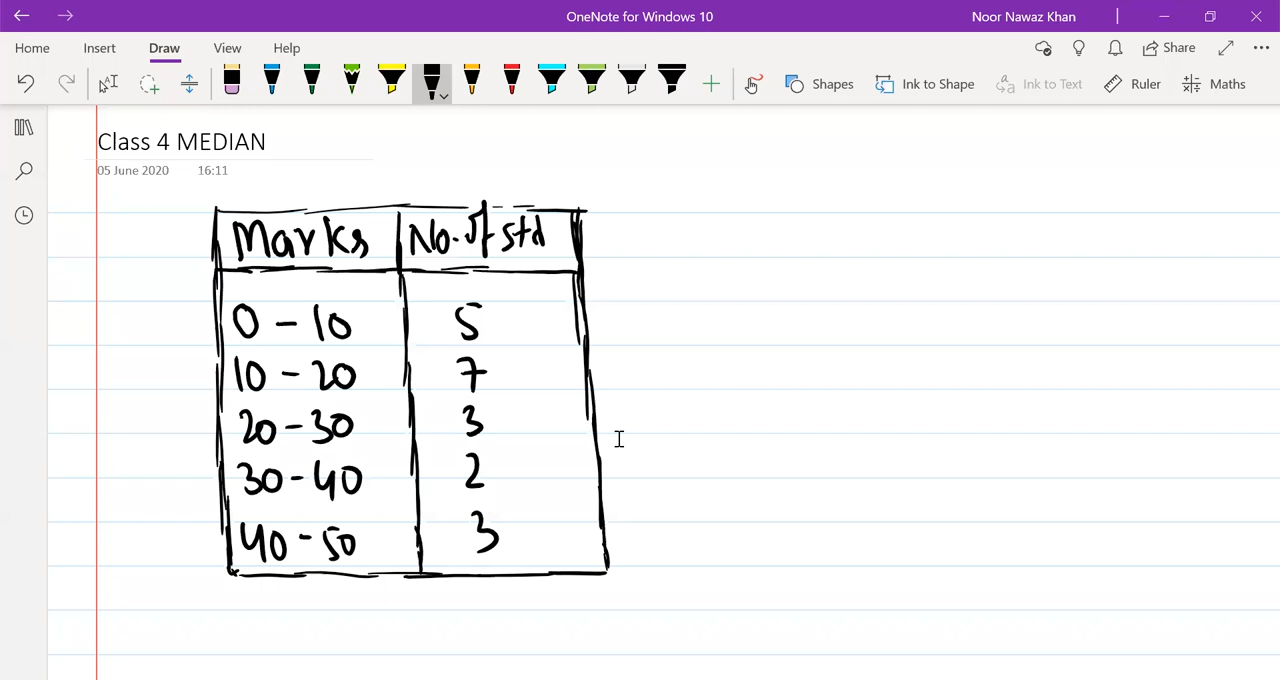 OneNote for Windows 10
Noor Nawaz Khan
Home Insert Draw View Help
Share
Shapes Ink to Shape Ink to Text Ruler Maths
Class 4 MEDIAN
05 June 2020 16:11
Marks No. of std
0 - 10 5
10 - 20 7
20 - 30 3
30 - 40 2
40 - 50 3